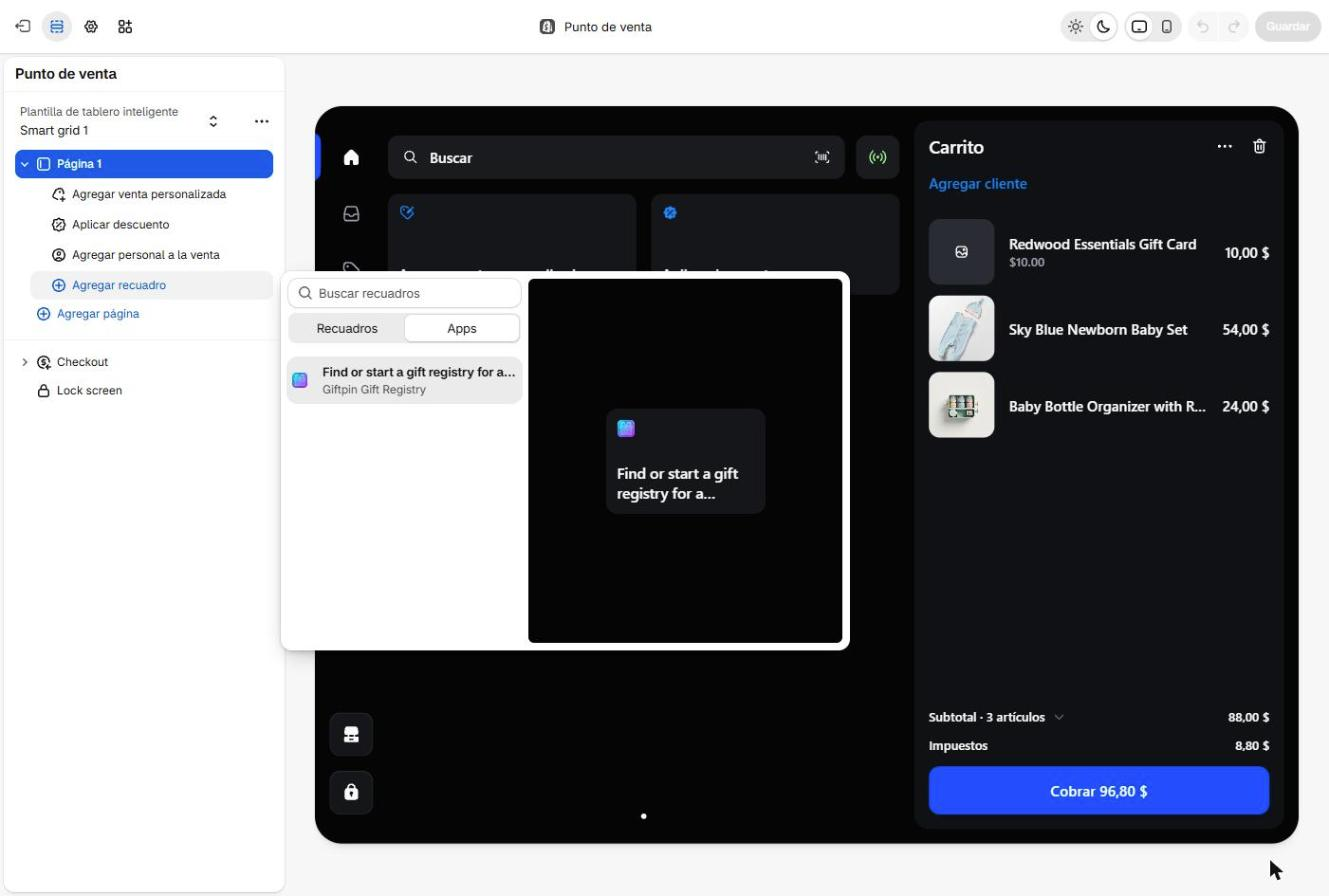 Punto de venta
Guardar
Punto de venta
Plantilla de tablero inteligente
Smart grid 1
Página 1
Agregar venta personalizada
Aplicar descuento
Agregar personal a la venta
Agregar recuadro
Agregar página
Checkout
Lock screen
Buscar
Buscar recuadros
Recuadros
Apps
Find or start a gift registry for a...
Giftpin Gift Registry
Find or start a gift
registry for a...
Carrito
Agregar cliente
Redwood Essentials Gift Card
10,00 $
$10.00
Sky Blue Newborn Baby Set
54,00 $
Baby Bottle Organizer with R...
24,00 $
Subtotal · 3 artículos
88,00 $
Impuestos
8,80 $
Cobrar 96,80 $